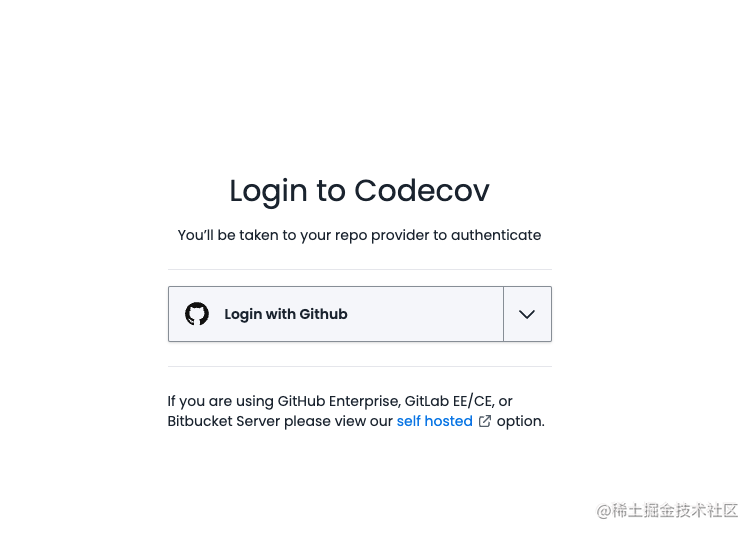 Login to Codecov
You’ll be taken to your repo provider to authenticate
Login with Github
If you are using GitHub Enterprise, GitLab EE/CE, or
Bitbucket Server please view our self hosted option.
@稀土掘金技术社区